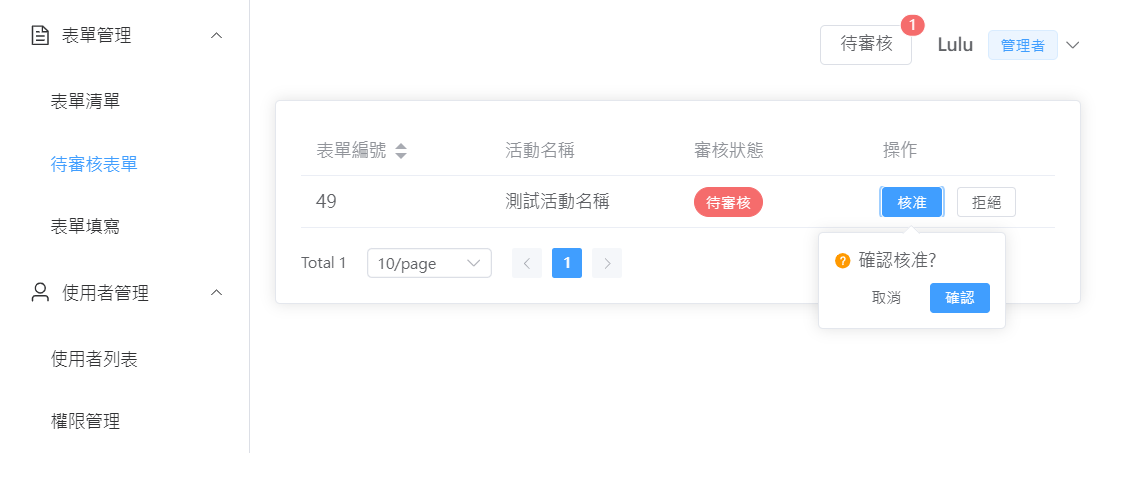 表單管理
表單清單
待審核表單
表單填寫
使用者管理
使用者列表
權限管理
待審核 1 Lulu 管理者
表單編號 活動名稱 審核狀態 操作
49 測試活動名稱 待審核 核准 拒絕
Total 1 10/page 1
? 確認核准?
取消 確認